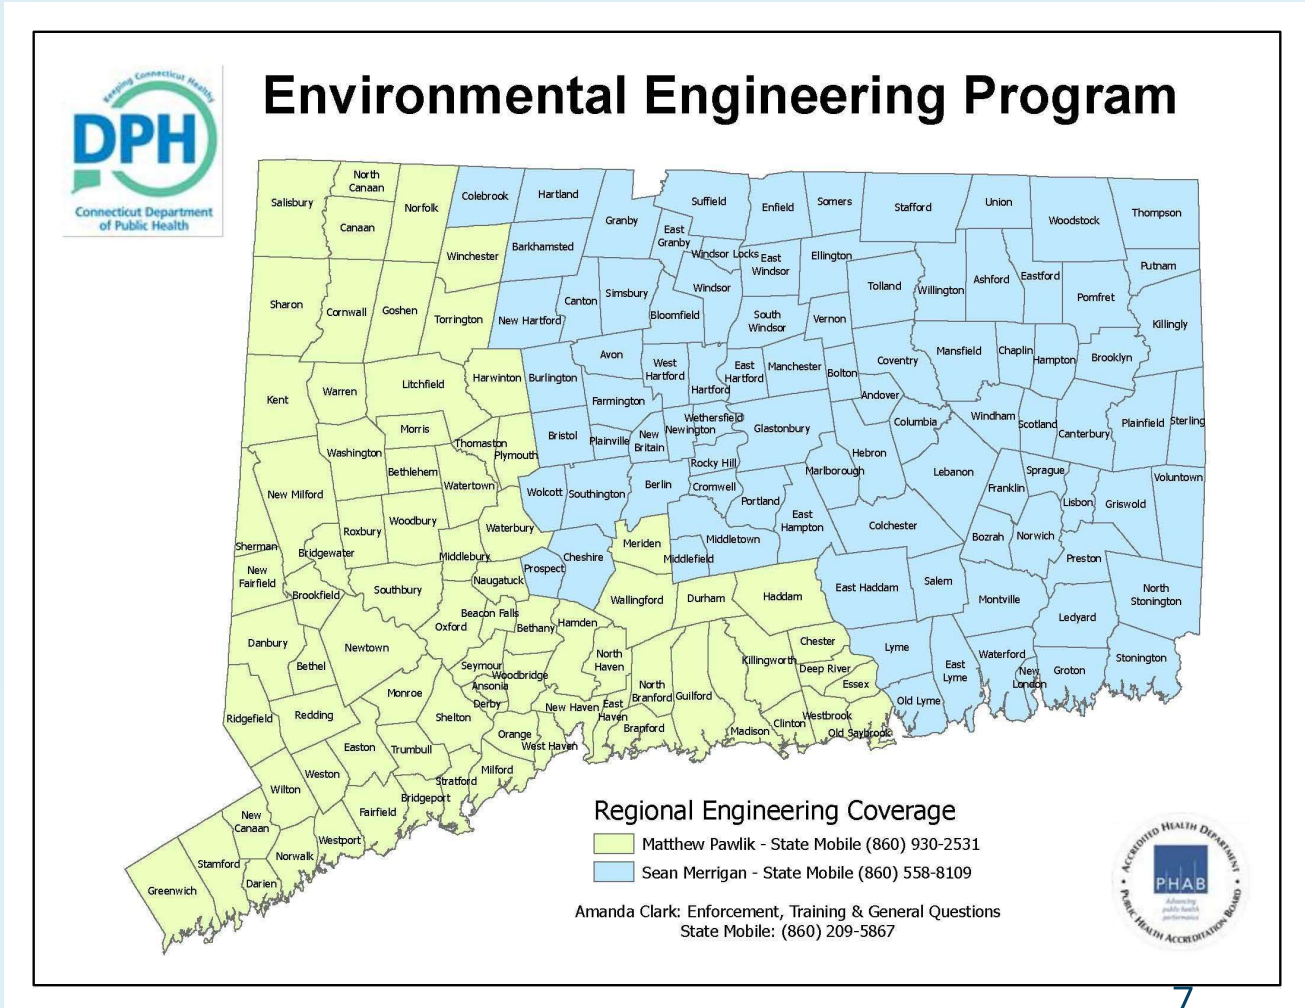 Environmental Engineering Program
Keeping Connecticut Healthy
DPH
Connecticut Department
of Public Health
North
Canaan
Salisbury
Canaan
Norfolk
Colebrook
Hartland
Granby
Suffield
East
Granby
Windsor Locks
Enfield
Somers
Stafford
Union
Woodstock
Thompson
Winchester
Barkhamsted
East
Windsor
Ellington
Windsor
Tolland
Willington
Ashford
Eastford
Putnam
Pomfret
Killingly
Sharon
Cornwall
Goshen
Torrington
New Hartford
Canton
Simsbury
Bloomfield
South
Windsor
Vernon
Mansfield
Chaplin
Hampton
Brooklyn
Kent
Warren
Litchfield
Harwinton
Burlington
Avon
West
Hartford
Hartford
East
Hartford
Manchester
Bolton
Coventry
Andover
Farmington
Morris
Thomaston
Plymouth
Bristol
Plainville
New
Britain
Newington
Wethersfield
Glastonbury
Columbia
Windham
Scotland
Canterbury
Plainfield
Sterling
Washington
Bethlehem
Watertown
Rocky Hill
Hebron
Marlborough
Lebanon
Franklin
Sprague
Lisbon
Griswold
Voluntown
New Milford
Roxbury
Woodbury
Waterbury
Wolcott
Southington
Berlin
Cromwell
Portland
East
Hampton
Colchester
Bozrah
Norwich
Preston
Sherman
Bridgewater
Middlebury
Prospect
Cheshire
Meriden
Middletown
Middlefield
New
Fairfield
Brookfield
Southbury
Naugatuck
Wallingford
Durham
Haddam
East Haddam
Salem
Montville
Ledyard
North
Stonington
Danbury
Bethel
Newtown
Oxford
Beacon Falls
Bethany
Hamden
North
Haven
Killingworth
Chester
Deep River
Essex
Lyme
East
Lyme
Waterford
New
London
Groton
Stonington
Seymour
Woodbridge
Ansonia
Derby
Monroe
Ridgefield
Redding
Shelton
New Haven
East
Haven
North
Branford
Branford
Guilford
Madison
Clinton
Westbrook
Old Saybrook
Old Lyme
Easton
Trumbull
Orange
West Haven
Milford
Stratford
Bridgeport
Weston
Wilton
Fairfield
Westport
New
Canaan
Norwalk
Stamford
Darien
Greenwich
Regional Engineering Coverage
Matthew Pawlik - State Mobile (860) 930-2531
Sean Merrigan - State Mobile (860) 558-8109
Amanda Clark: Enforcement, Training & General Questions
State Mobile: (860) 209-5867
ACCREDITED HEALTH DEPARTMENT
PHAB
Advancing
public health
performance
PUBLIC HEALTH ACCREDITATION BOARD
7